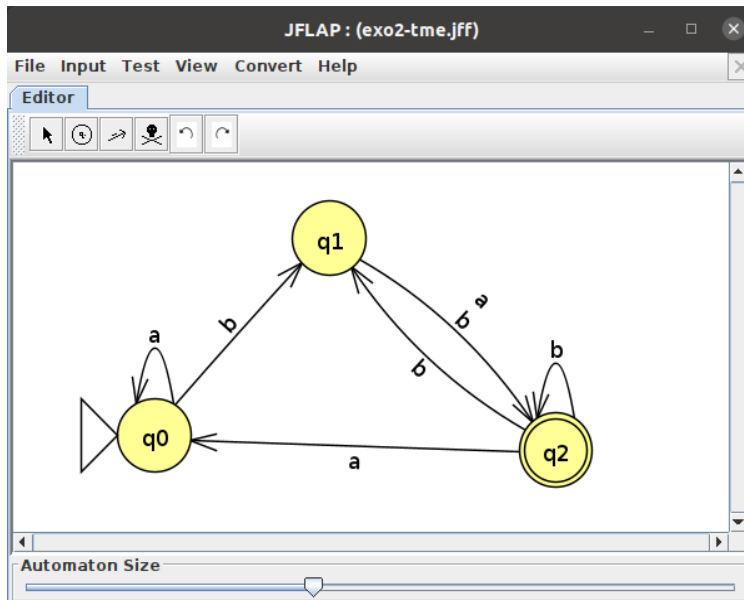 JFLAP : (exo2-tme.jff)
File Input Test View Convert Help
Editor
q
q1
a
b
b
b
a
b
q0
q2
a
Automaton Size